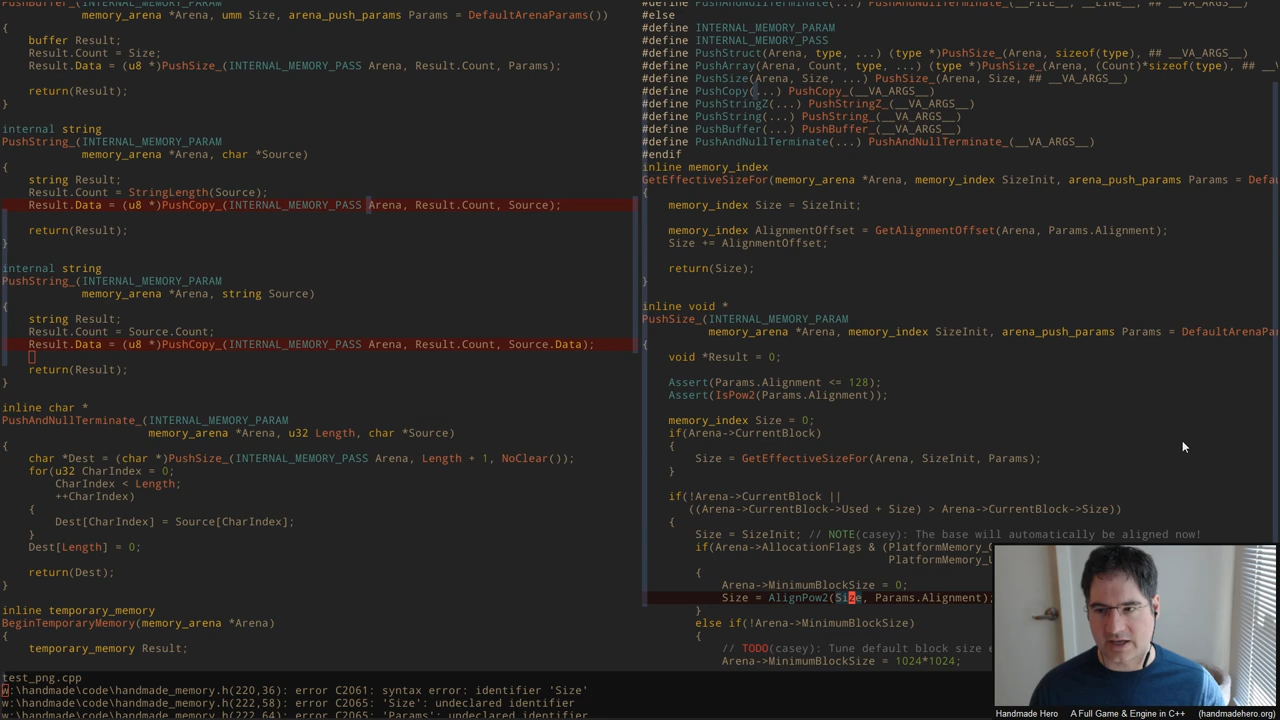 PushBuffer_(INTERNAL_MEMORY_PARAM
memory_arena *Arena, umm Size, arena_push_params Params = DefaultArenaParams())
{
buffer Result;
Result.Count = Size;
Result.Data = (u8 *)PushSize_(INTERNAL_MEMORY_PASS Arena, Result.Count, Params);
return(Result);
}
internal string
PushString_(INTERNAL_MEMORY_PARAM
memory_arena *Arena, char *Source)
{
string Result;
Result.Count = StringLength(Source);
Result.Data = (u8 *)PushCopy_(INTERNAL_MEMORY_PASS Arena, Result.Count, Source);
return(Result);
}
internal string
PushString_(INTERNAL_MEMORY_PARAM
memory_arena *Arena, string Source)
{
string Result;
Result.Count = Source.Count;
Result.Data = (u8 *)PushCopy_(INTERNAL_MEMORY_PASS Arena, Result.Count, Source.Data);
return(Result);
}
inline char *
PushAndNullTerminate_(INTERNAL_MEMORY_PARAM
memory_arena *Arena, u32 Length, char *Source)
{
char *Dest = (char *)PushSize_(INTERNAL_MEMORY_PASS Arena, Length + 1, NoClear());
for(u32 CharIndex = 0;
CharIndex < Length;
++CharIndex)
{
Dest[CharIndex] = Source[CharIndex];
}
Dest[Length] = 0;
return(Dest);
}
inline temporary_memory
BeginTemporaryMemory(memory_arena *Arena)
{
temporary_memory Result;
#define PushAndNullTerminate(...) PushAndNullTerminate_(__FILE__, __LINE__, __VA_ARGS__)
#else
#define INTERNAL_MEMORY_PARAM
#define INTERNAL_MEMORY_PASS
#define PushStruct(Arena, type, ...) (type *)PushSize_(Arena, sizeof(type), ## __VA_ARGS__)
#define PushArray(Arena, Count, type, ...) (type *)PushSize_(Arena, (Count)*sizeof(type), ## __V
#define PushSize(Arena, Size, ...) PushSize_(Arena, Size, ## __VA_ARGS__)
#define PushCopy(...) PushCopy_(__VA_ARGS__)
#define PushStringZ(...) PushStringZ_(__VA_ARGS__)
#define PushString(...) PushString_(__VA_ARGS__)
#define PushBuffer(...) PushBuffer_(__VA_ARGS__)
#define PushAndNullTerminate(...) PushAndNullTerminate_(__VA_ARGS__)
#endif
inline memory_index
GetEffectiveSizeFor(memory_arena *Arena, memory_index SizeInit, arena_push_params Params = Defau
{
memory_index Size = SizeInit;
memory_index AlignmentOffset = GetAlignmentOffset(Arena, Params.Alignment);
Size += AlignmentOffset;
return(Size);
}
inline void *
PushSize_(INTERNAL_MEMORY_PARAM
memory_arena *Arena, memory_index SizeInit, arena_push_params Params = DefaultArenaPar
{
void *Result = 0;
Assert(Params.Alignment <= 128);
Assert(IsPow2(Params.Alignment));
memory_index Size = 0;
if(Arena->CurrentBlock)
{
Size = GetEffectiveSizeFor(Arena, SizeInit, Params);
}
if(!Arena->CurrentBlock ||
((Arena->CurrentBlock->Used + Size) > Arena->CurrentBlock->Size))
{
Size = SizeInit; // NOTE(casey): The base will automatically be aligned now!
if(Arena->AllocationFlags & (PlatformMemory_
PlatformMemory_
{
Arena->MinimumBlockSize = 0;
Size = AlignPow2(Size, Params.Alignment);
}
else if(!Arena->MinimumBlockSize)
{
// TODO(casey): Tune default block size
Arena->MinimumBlockSize = 1024*1024;
test_png.cpp
w:\handmade\code\handmade_memory.h(220,36): error C2061: syntax error: identifier 'Size'
w:\handmade\code\handmade_memory.h(222,58): error C2065: 'Size': undeclared identifier
w:\handmade\code\handmade_memory.h(222,64): error C2065: 'Params': undeclared identifier
Handmade Hero A Full Game & Engine in C++ (handmadehero.org)